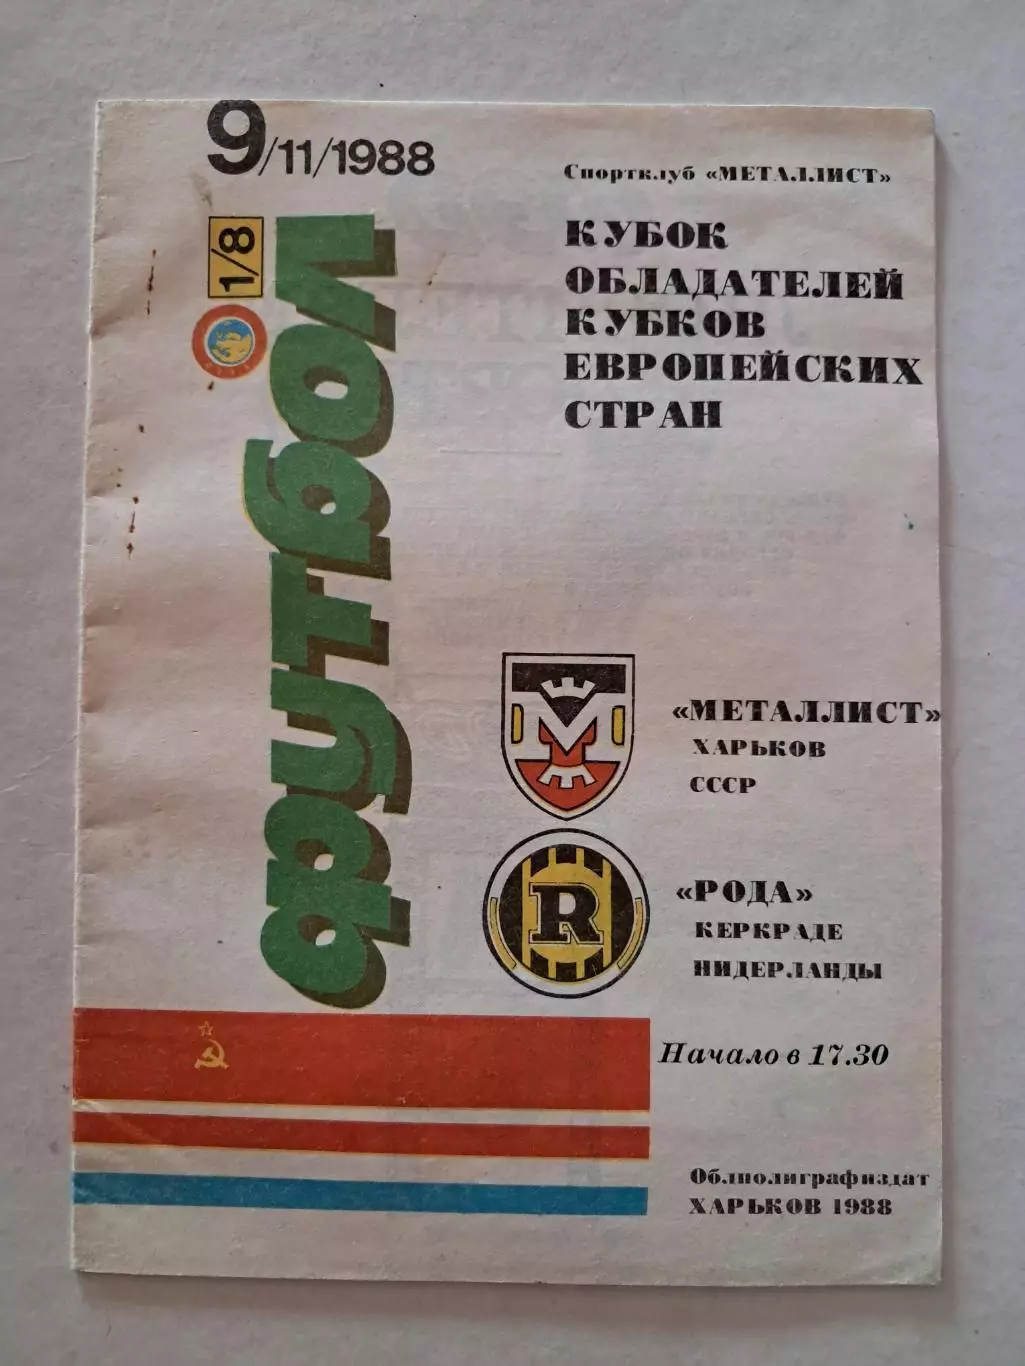 9/11/1988
1/8
футбол
Спортклуб «МЕТАЛЛИСТ»
КУБОК
ОБЛАДАТЕЛЕЙ
КУБКОВ
ЕВРОПЕЙСКИХ
СТРАН
М
«МЕТАЛЛИСТ»
ХАРЬКОВ
СССР
R
«РОДА»
КЕРКРАДЕ
НИДЕРЛАНДЫ
Начало в 17.30
Облполиграфиздат
ХАРЬКОВ 1988